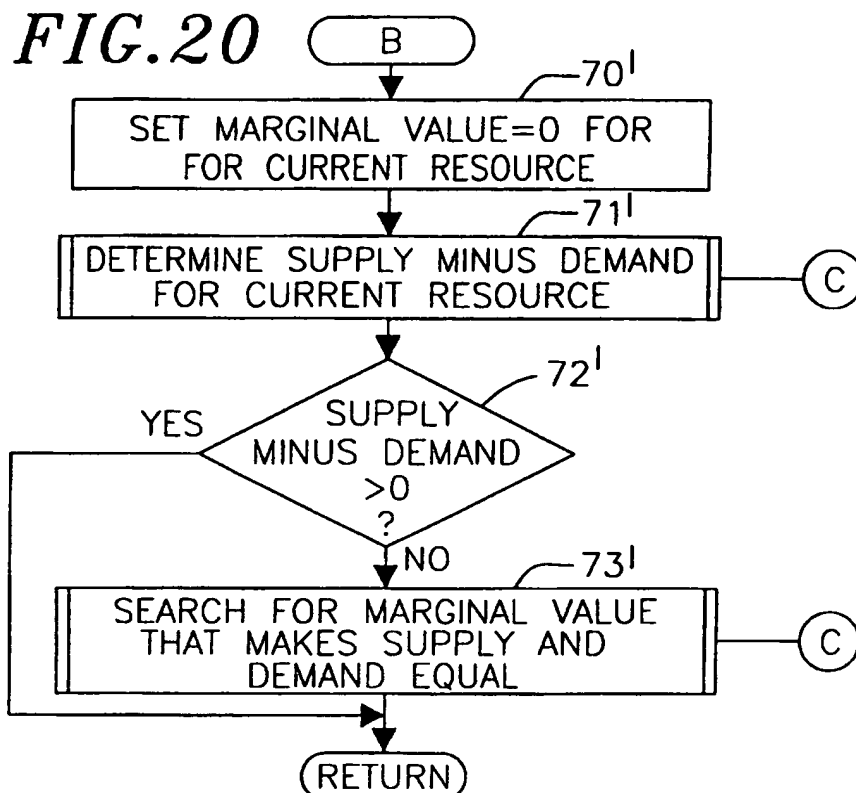 FIG.20
B
70'
SET MARGINAL VALUE=0 FOR
FOR CURRENT RESOURCE
71'
DETERMINE SUPPLY MINUS DEMAND
FOR CURRENT RESOURCE
C
72'
YES
SUPPLY
MINUS DEMAND
>0
?
NO
73'
SEARCH FOR MARGINAL VALUE
THAT MAKES SUPPLY AND
DEMAND EQUAL
C
RETURN